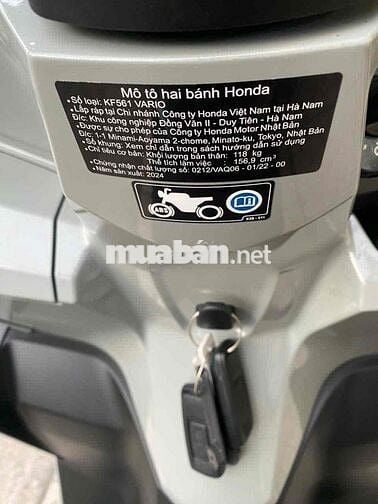 Mô tô hai bánh Honda
• Số loại: KF561 VARIO
• Lắp ráp tại Chi nhánh Công ty Honda Việt Nam tại Hà Nam
Đ/c: Khu công nghiệp Đồng Văn II - Duy Tiên - Hà Nam
• Được sự cho phép của Công ty Honda Motor Nhật Bản
Đ/c: 1-1 Minami-Aoyama 2-chome, Minato-ku, Tokyo, Nhật Bản
• Số khung: Xem chỉ dẫn trong sách hướng dẫn sử dụng
• Chỉ tiêu cơ bản: Khối lượng bản thân: 118 kg
Thể tích làm việc: 156,9 cm³
• Chứng nhận chất lượng số: 0212/VAQ06 - 01/22 - 00
• Năm sản xuất: 2024
ABS
muabán.net